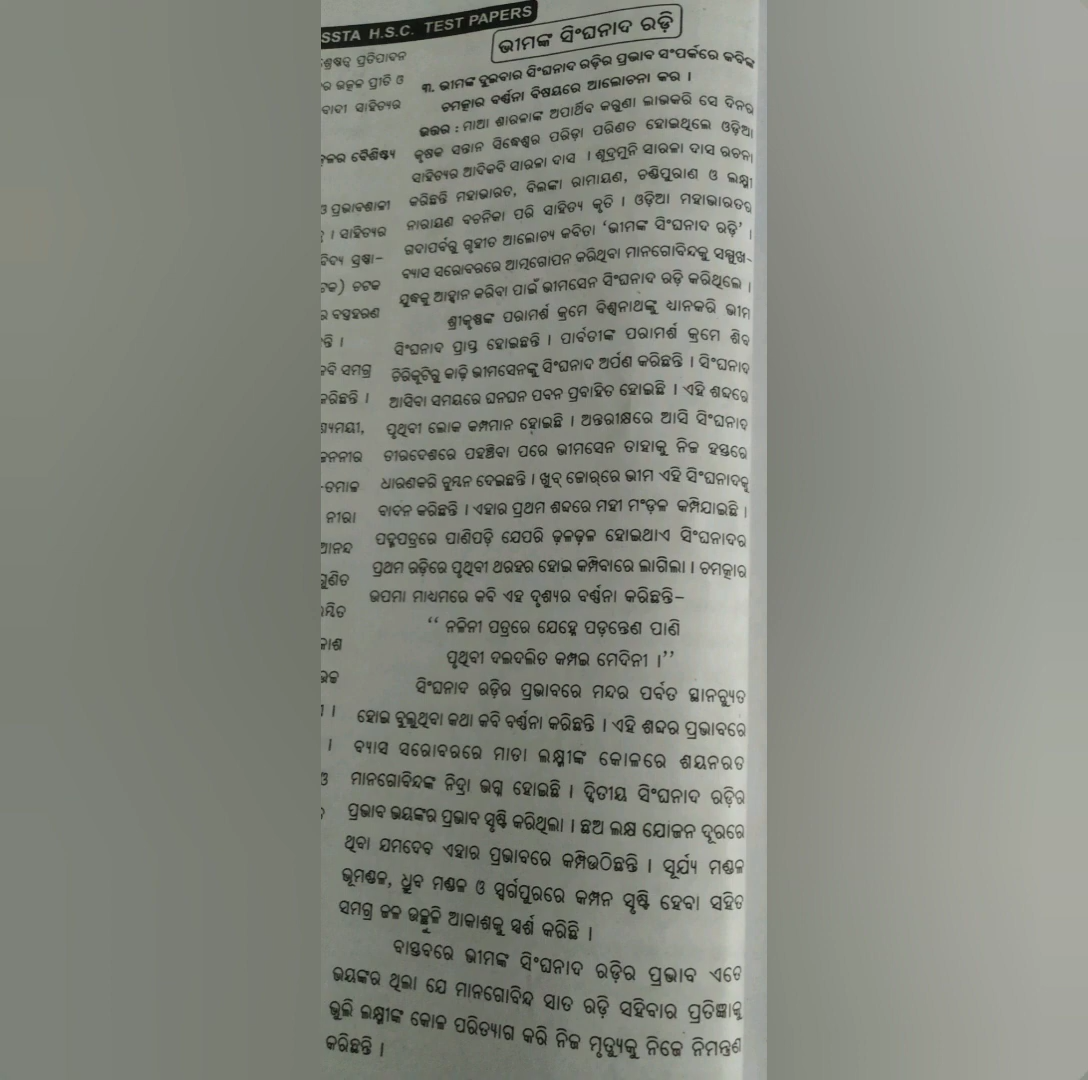 SSTA H.S.C. TEST PAPERS
ଭୀମଙ୍କ ସିଂଘନାଦ ରଡ଼ି
୩. ଭୀମଙ୍କ ଦୁଇବାର ସିଂଘନାଦ ରଡ଼ିର ପ୍ରଭାବ ସଂପର୍କରେ କବିଙ୍କ
ଚମତ୍କାର ବର୍ଣ୍ଣନା ବିଷୟରେ ଆଲୋଚନା କର ।
ଉତ୍ତର : ମାଆ ଶାରଳାଙ୍କ ଅପାର୍ଥିବ କରୁଣା ଲାଭକରି ସେ ଦିନର
କୃଷକ ସନ୍ତାନ ସିଦ୍ଧେଶ୍ୱର ପରିଡ଼ା ପରିଣତ ହୋଇଥିଲେ ଓଡ଼ିଆ
ସାହିତ୍ୟର ଆଦିକବି ସାରଳା ଦାସ । ଶୂଦ୍ରମୁନି ସାରଳା ଦାସ ରଚନା
କରିଛନ୍ତି ମହାଭାରତ, ବିଲଙ୍କା ରାମାୟଣ, ଚଣ୍ଡିପୁରାଣ ଓ ଲକ୍ଷ୍ମୀ
ନାରାୟଣ ବଚନିକା ପରି ସାହିତ୍ୟ କୃତି । ଓଡ଼ିଆ ମହାଭାରତର
ଗଦାପର୍ବରୁ ଗୃହୀତ ଆଲୋଚ୍ୟ କବିତା ‘ଭୀମଙ୍କ ସିଂଘନାଦ ରଡ଼ି’ ।
ବ୍ୟାସ ସରୋବରରେ ଆତ୍ମଗୋପନ କରିଥିବା ମାନଗୋବିନ୍ଦକୁ ସମ୍ମୁଖ-
ଯୁଦ୍ଧକୁ ଆହ୍ୱାନ କରିବା ପାଇଁ ଭୀମସେନ ସିଂଘନାଦ ରଡ଼ି କରିଥିଲେ ।
ଶ୍ରୀକୃଷ୍ଣଙ୍କ ପରାମର୍ଶ କ୍ରମେ ବିଶ୍ୱନାଥଙ୍କୁ ଧ୍ୟାନକରି ଭୀମ
ସିଂଘନାଦ ପ୍ରାପ୍ତ ହୋଇଛନ୍ତି । ପାର୍ବତୀଙ୍କ ପରାମର୍ଶ କ୍ରମେ ଶିବ
ଚିରିକୁଟିରୁ କାଢ଼ି ଭୀମସେନଙ୍କୁ ସିଂଘନାଦ ଅର୍ପଣ କରିଛନ୍ତି । ସିଂଘନାଦ
ଆସିବା ସମୟରେ ଘନଘନ ପବନ ପ୍ରବାହିତ ହୋଇଛି । ଏହି ଶବ୍ଦରେ
ପୃଥିବୀ ଲୋକ କମ୍ପମାନ ହୋଇଛି । ଅନ୍ତରୀକ୍ଷରେ ଆସି ସିଂଘନାଦ
ତୀରଦେଶରେ ପହଞ୍ଚିବା ପରେ ଭୀମସେନ ତାହାକୁ ନିଜ ହସ୍ତରେ
ଧାରଣକରି ଚୁମ୍ବନ ଦେଇଛନ୍ତି । ଖୁବ୍ ଜୋର୍‌ରେ ଭୀମ ଏହି ସିଂଘନାଦକୁ
ବାଦନ କରିଛନ୍ତି । ଏହାର ପ୍ରଥମ ଶବ୍ଦରେ ମହୀ ମଂଡ଼ଳ କମ୍ପିଯାଇଛି ।
ପଦ୍ମପତ୍ରରେ ପାଣିପଡ଼ି ଯେପରି ଢ଼ଳଢ଼ଳ ହୋଇଥାଏ ସିଂଘନାଦର
ପ୍ରଥମ ରଡ଼ିରେ ପୃଥିବୀ ଥରହର ହୋଇ କମ୍ପିବାରେ ଲାଗିଲା । ଚମତ୍କାର
ଉପମା ମାଧ୍ୟମରେ କବି ଏହ ଦୃଶ୍ୟର ବର୍ଣ୍ଣନା କରିଛନ୍ତି–
‘‘ ନଳିନୀ ପତ୍ରରେ ଯେହ୍ନେ ପଡ଼ନ୍ତେଣ ପାଣି
ପୃଥିବୀ ଦଲଦଲିତ କମ୍ପଇ ମେଦିନୀ ।’’
ସିଂଘନାଦ ରଡ଼ିର ପ୍ରଭାବରେ ମନ୍ଦର ପର୍ବତ ସ୍ଥାନଚ୍ୟୁତ
ହୋଇ ବୁଲୁଥିବା କଥା କବି ବର୍ଣ୍ଣନା କରିଛନ୍ତି । ଏହି ଶବ୍ଦର ପ୍ରଭାବରେ
ବ୍ୟାସ ସରୋବରରେ ମାତା ଲକ୍ଷ୍ମୀଙ୍କ କୋଳରେ ଶୟନରତ
ମାନଗୋବିନ୍ଦଙ୍କ ନିଦ୍ରା ଭଗ୍ନ ହୋଇଛି । ଦ୍ୱିତୀୟ ସିଂଘନାଦ ରଡ଼ିର
ପ୍ରଭାବ ଭୟଙ୍କର ପ୍ରଭାବ ସୃଷ୍ଟି କରିଥିଲା । ଛଅ ଲକ୍ଷ ଯୋଜନ ଦୂରରେ
ଥିବା ଯମଦେବ ଏହାର ପ୍ରଭାବରେ କମ୍ପିଉଠିଛନ୍ତି । ସୂର୍ଯ୍ୟ ମଣ୍ଡଳ
ଭୂମଣ୍ଡଳ, ଧ୍ରୁବ ମଣ୍ଡଳ ଓ ସ୍ୱର୍ଗପୁରରେ କମ୍ପନ ସୃଷ୍ଟି ହେବା ସହିତ
ସମଗ୍ର ଜଳ ଉଚ୍ଛୁଳି ଆକାଶକୁ ସ୍ପର୍ଶ କରିଛି ।
ବାସ୍ତବରେ ଭୀମଙ୍କ ସିଂଘନାଦ ରଡ଼ିର ପ୍ରଭାବ ଏତେ
ଭୟଙ୍କର ଥିଲା ଯେ ମାନଗୋବିନ୍ଦ ସାତ ରଡ଼ି ସହିବାର ପ୍ରତିଜ୍ଞାକୁ
ଭୁଲି ଲକ୍ଷ୍ମୀଙ୍କ କୋଳ ପରିତ୍ୟାଗ କରି ନିଜ ମୃତ୍ୟୁକୁ ନିଜେ ନିମନ୍ତ୍ରଣ
କରିଛନ୍ତି ।